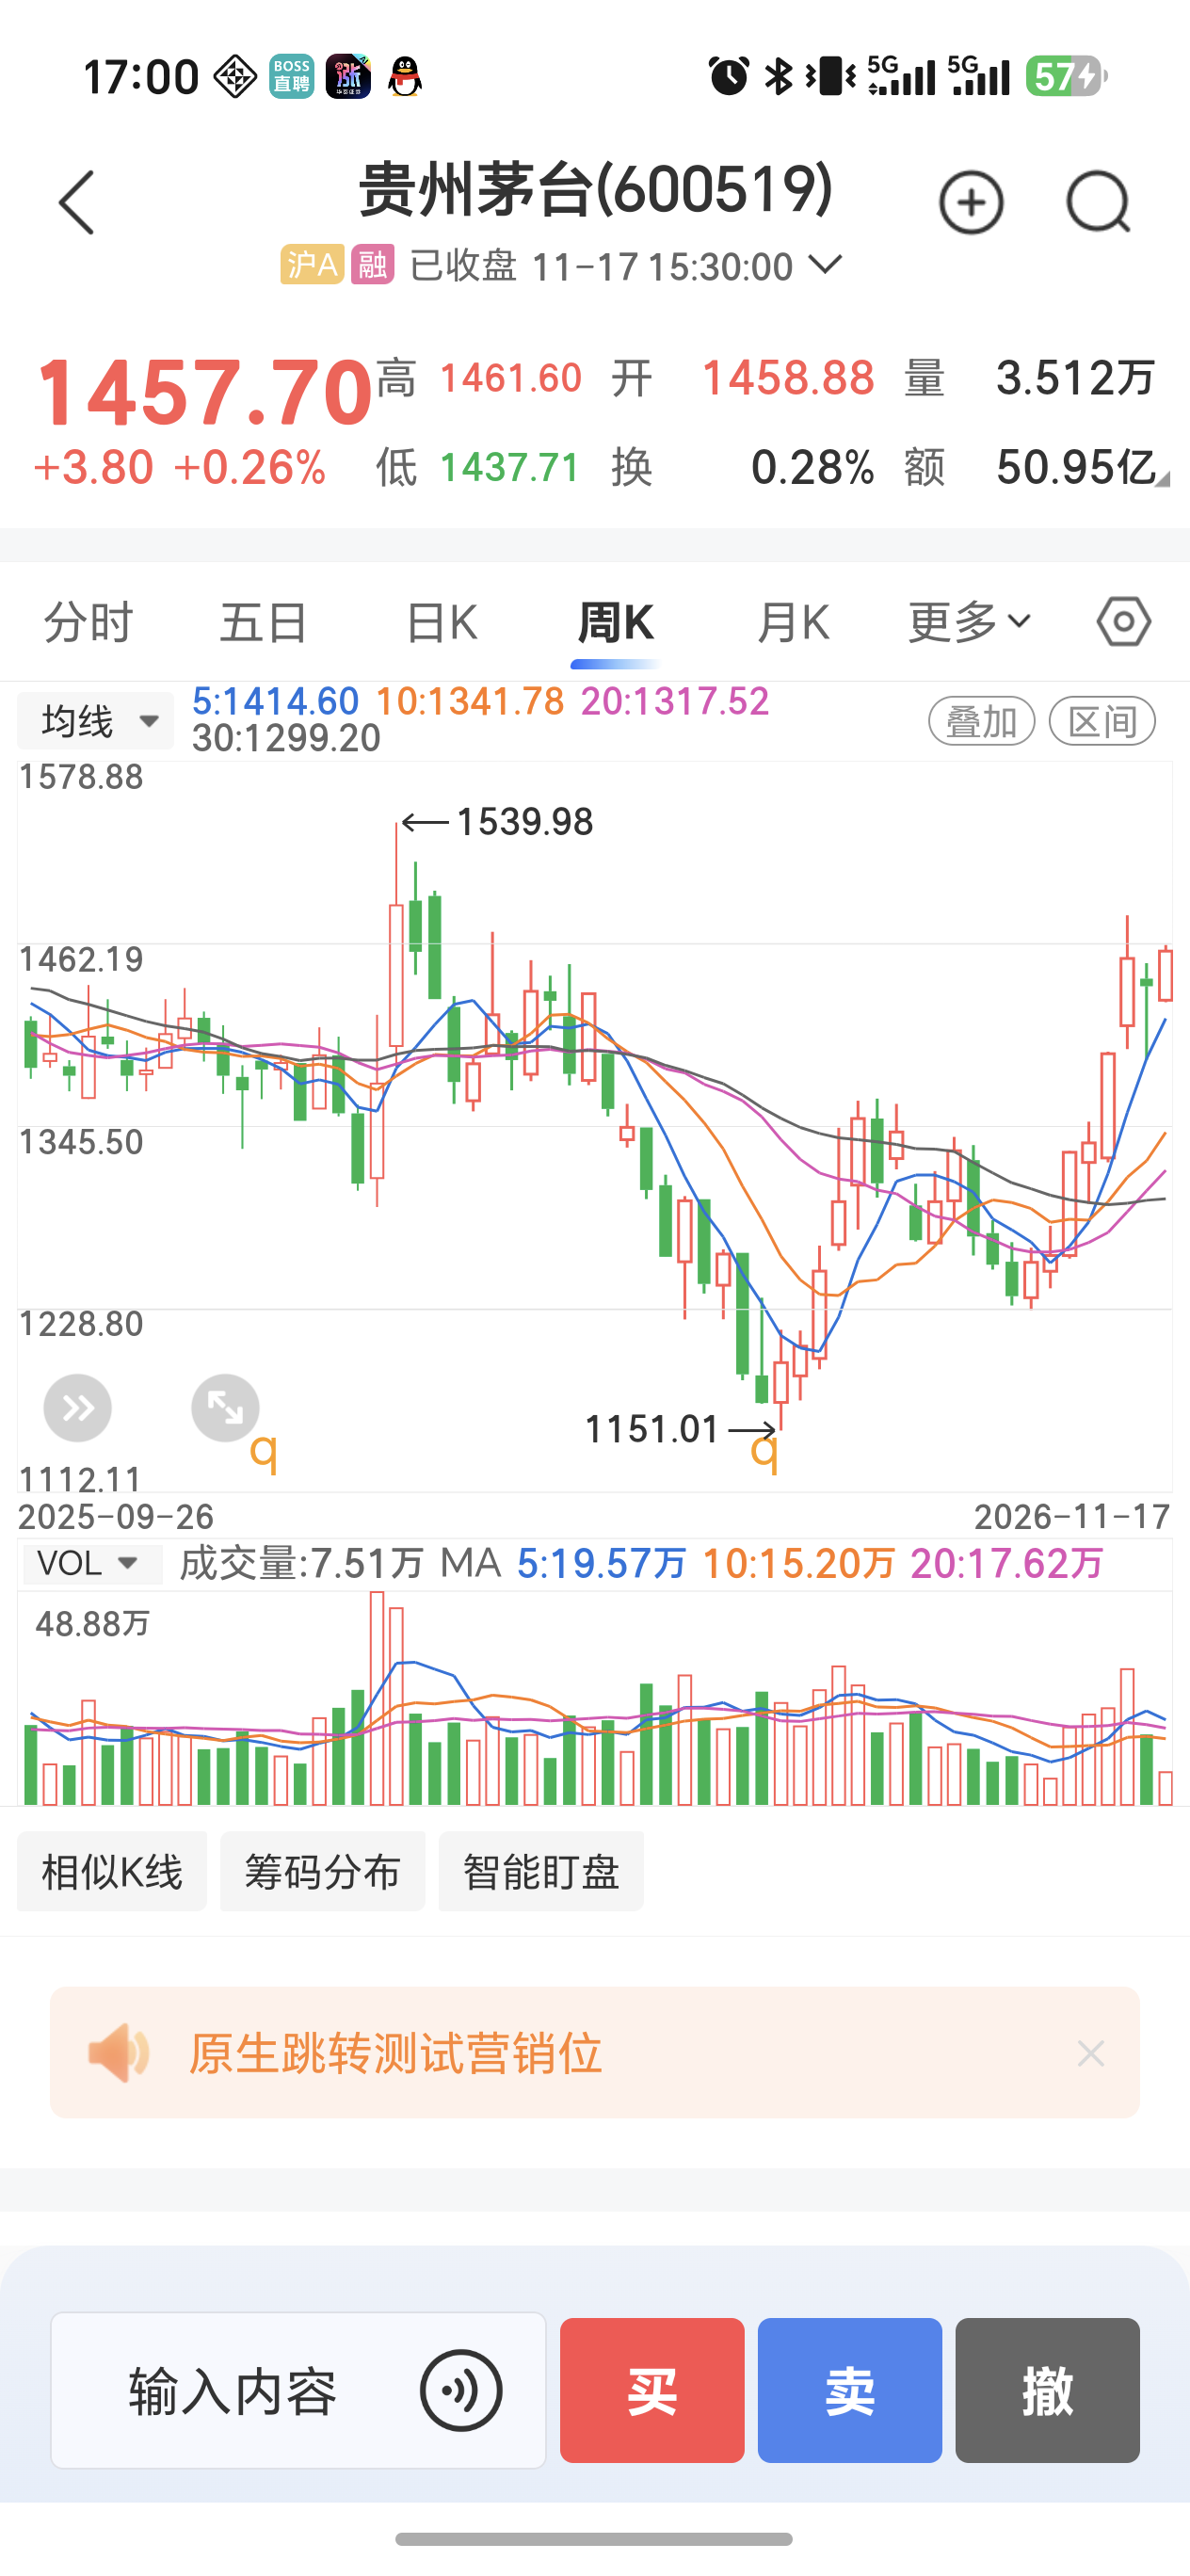 17:00 BOSS直聘 涨 5G 5G 57
贵州茅台(600519)
沪A 融 已收盘 11-17 15:30:00
1457.70 高 1461.60 开 1458.88 量 3.512万
+3.80 +0.26% 低 1437.71 换 0.28% 额 50.95亿
分时 五日 日K 周K 月K 更多
均线 5:1414.60 10:1341.78 20:1317.52
30:1299.20 叠加 区间
1578.88
1539.98
1462.19
1345.50
1228.80
1151.01
q q
1112.11
2025-09-26 2026-11-17
VOL 成交量:7.51万 MA 5:19.57万 10:15.20万 20:17.62万
48.88万
相似K线 筹码分布 智能盯盘
原生跳转测试营销位
输入内容 买 卖 撤